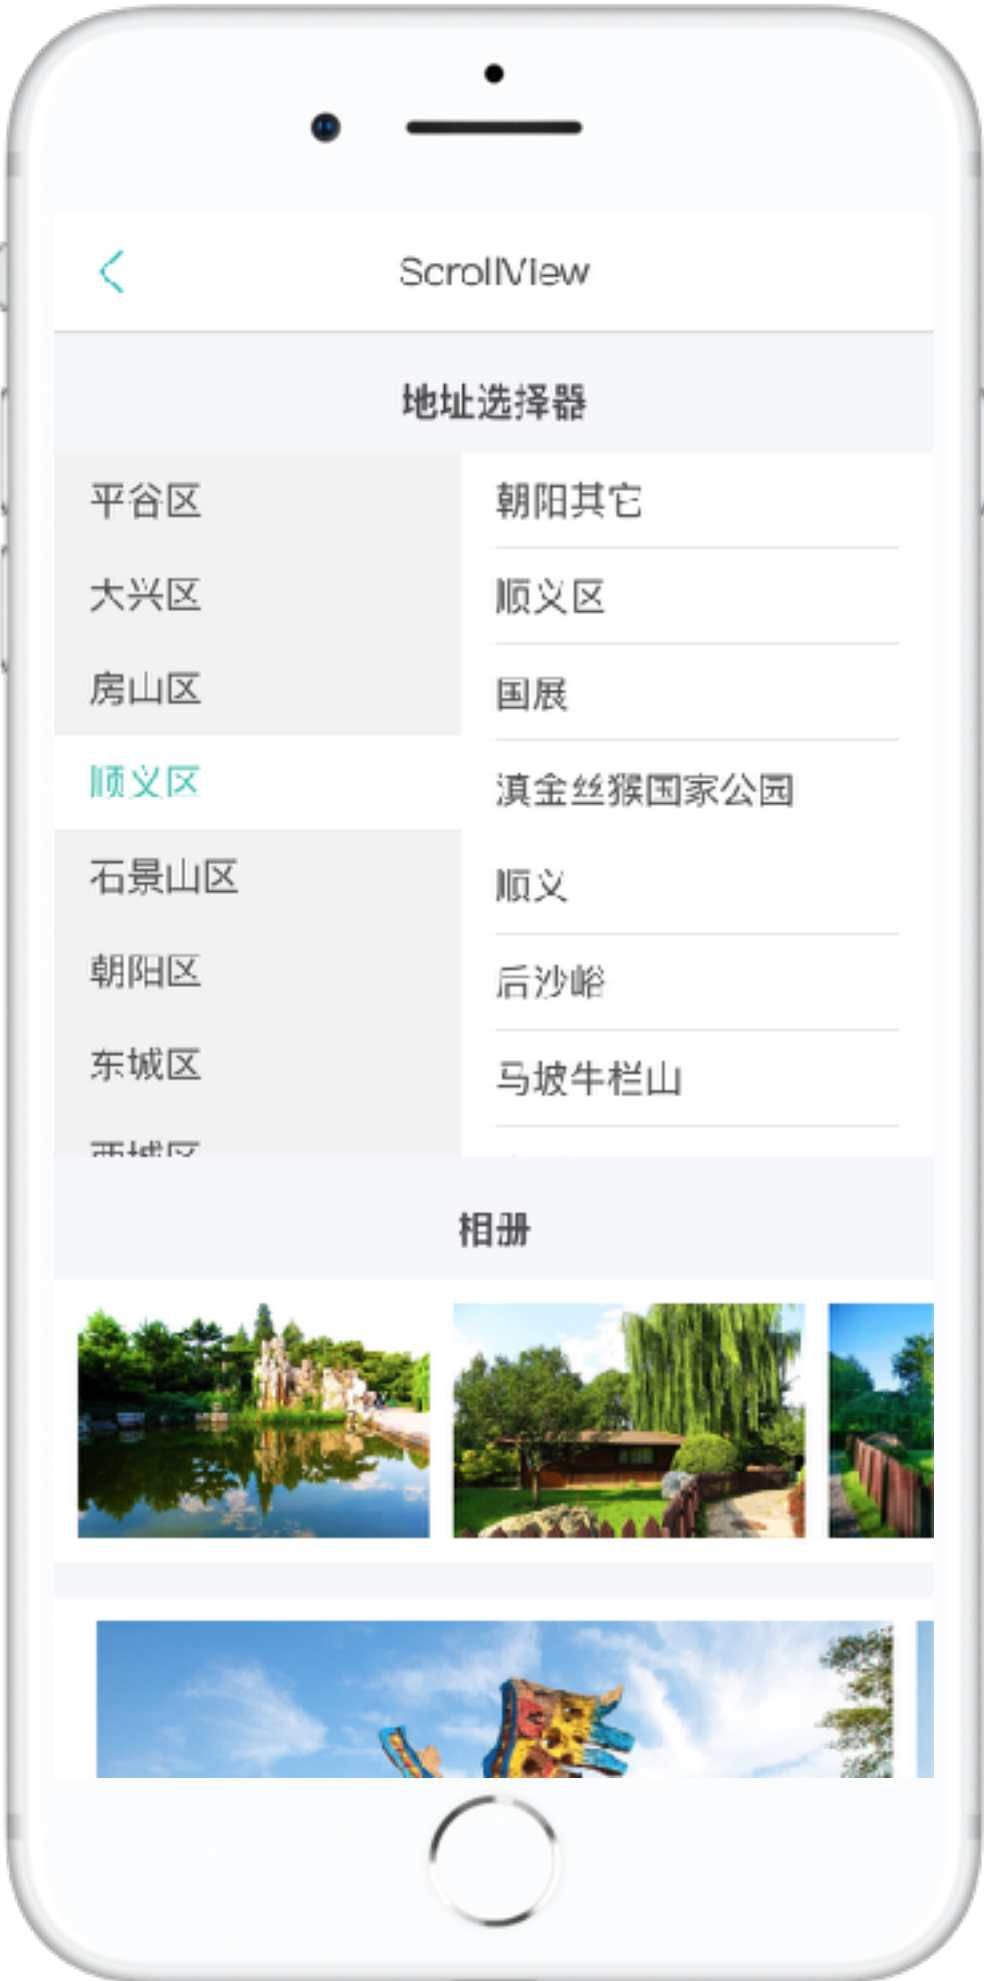 ScrollView
地址选择器
平谷区
大兴区
房山区
顺义区
石景山区
朝阳区
东城区
西城区
朝阳其它
顺义区
国展
滇金丝猴国家公园
顺义
后沙峪
马坡牛栏山
相册